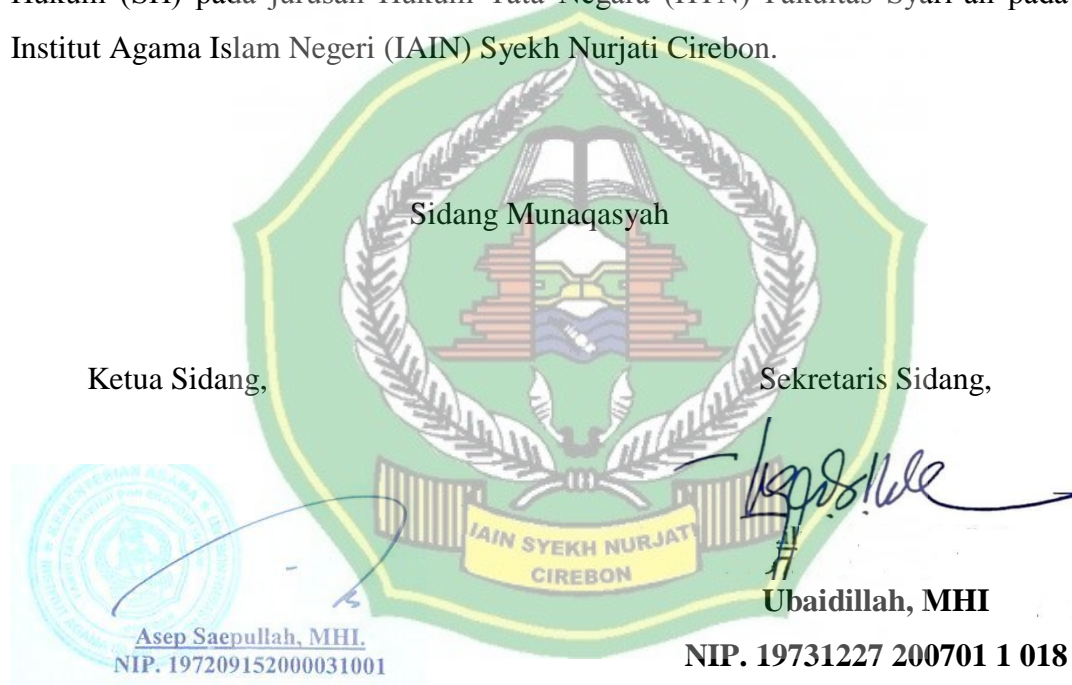 Hukum (SH) pada jurusan Hukum Tata Negara (HTN) Fakultas Syari'ah pada
Institut Agama Islam Negeri (IAIN) Syekh Nurjati Cirebon.
Sidang Munaqasyah
Ketua Sidang,
Sekretaris Sidang,
IAIN SYEKH NURJATI
CIREBON
Asep Saepullah, MHI.
NIP. 197209152000031001
Ubaidillah, MHI
NIP. 19731227 200701 1 018